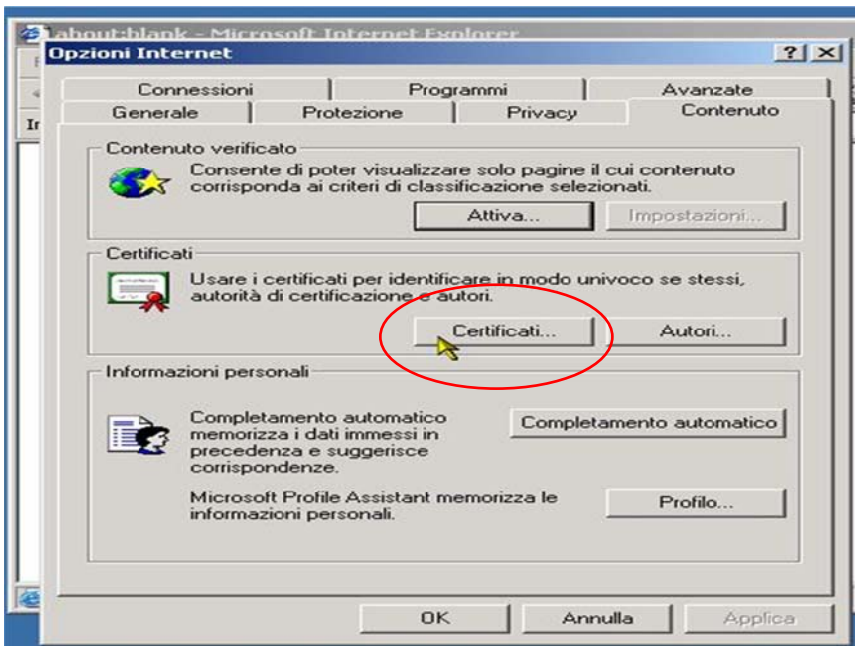 about:blank - Microsoft Internet Explorer
Opzioni Internet
Connessioni Programmi Avanzate
Generale Protezione Privacy Contenuto
Contenuto verificato
Consente di poter visualizzare solo pagine il cui contenuto
corrisponda ai criteri di classificazione selezionati.
Attiva... Impostazioni...
Certificati
Usare i certificati per identificare in modo univoco se stessi,
autorità di certificazione e autori.
Certificati... Autori...
Informazioni personali
Completamento automatico
memorizza i dati immessi in
precedenza e suggerisce
corrispondenze.
Completamento automatico
Microsoft Profile Assistant memorizza le
informazioni personali.
Profilo...
OK Annulla Applica